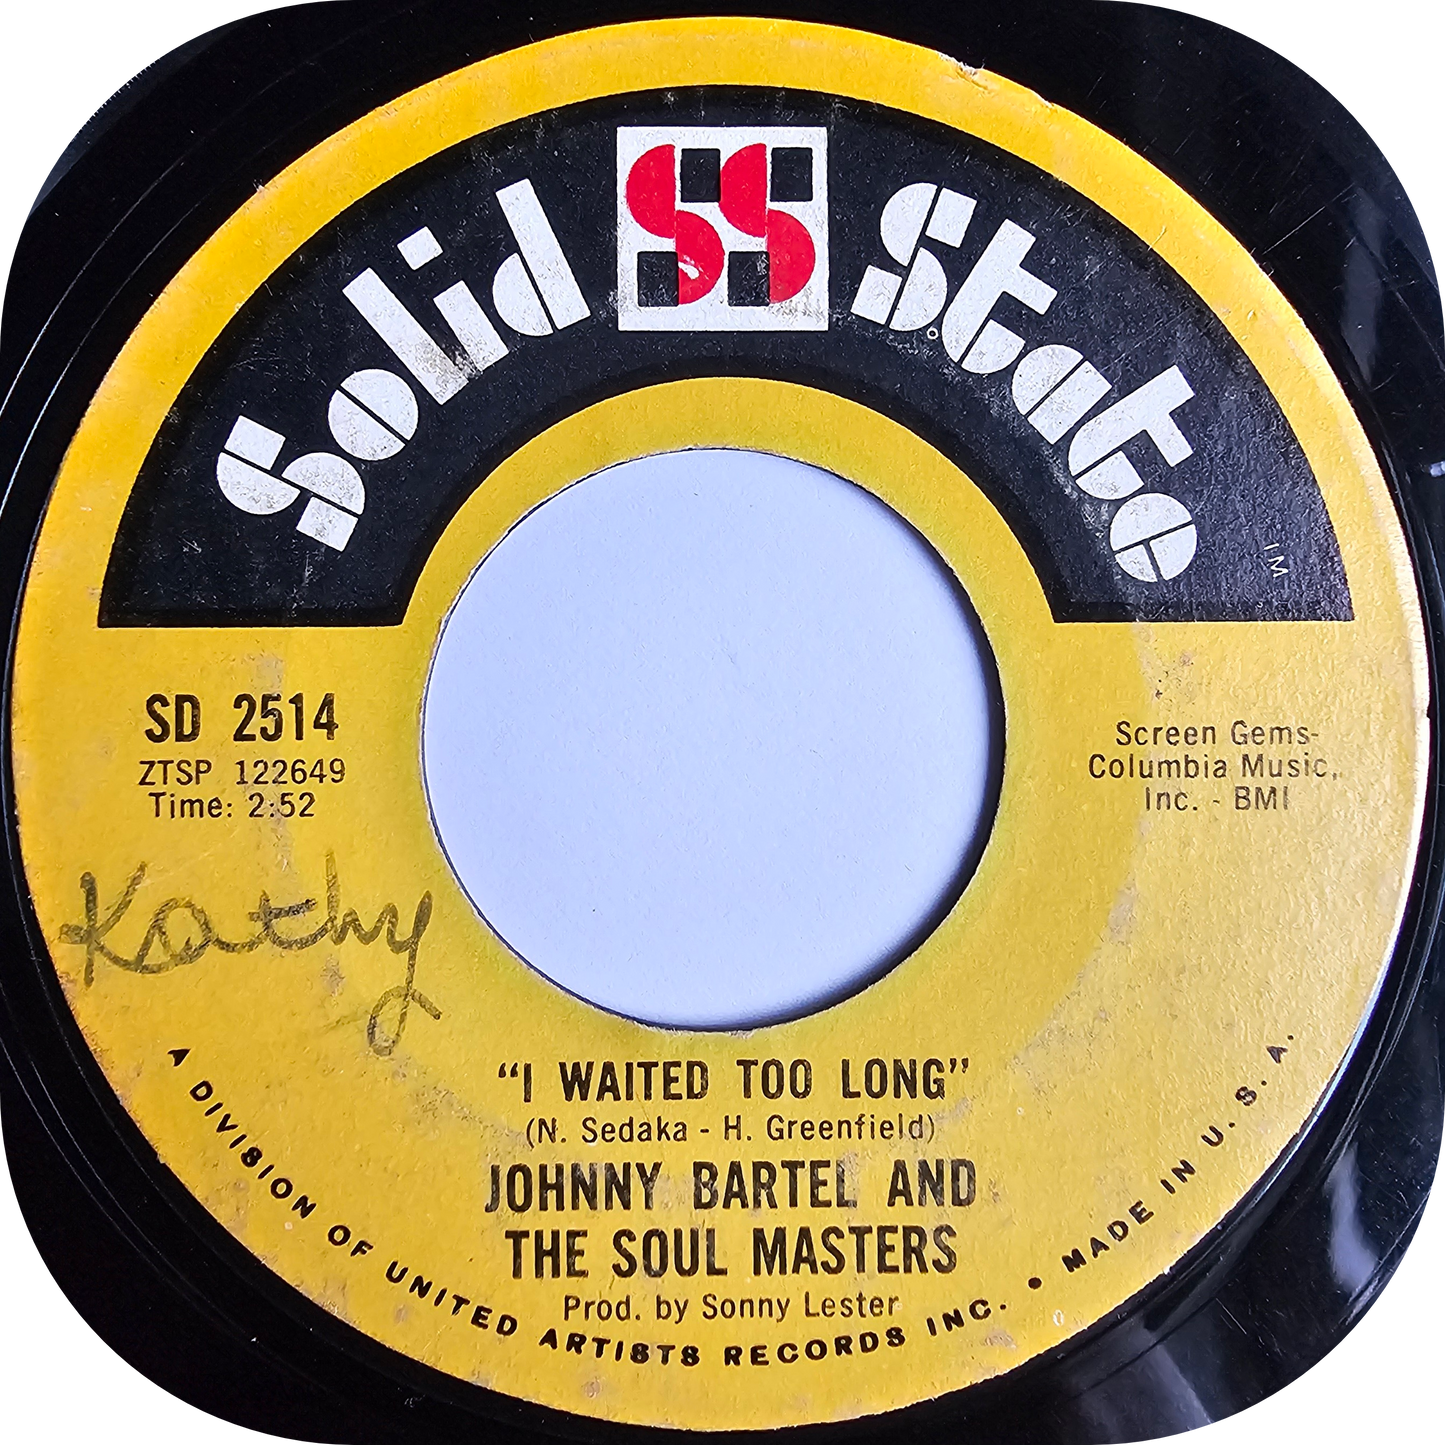 Solid SS State
TM
SD 2514
ZTSP 122649
Time: 2:52
Screen Gems-
Columbia Music,
Inc. - BMI
Kathy
"I WAITED TOO LONG"
(N. Sedaka - H. Greenfield)
JOHNNY BARTEL AND
THE SOUL MASTERS
Prod. by Sonny Lester
A DIVISION OF UNITED ARTISTS RECORDS INC. • MADE IN U. S. A.